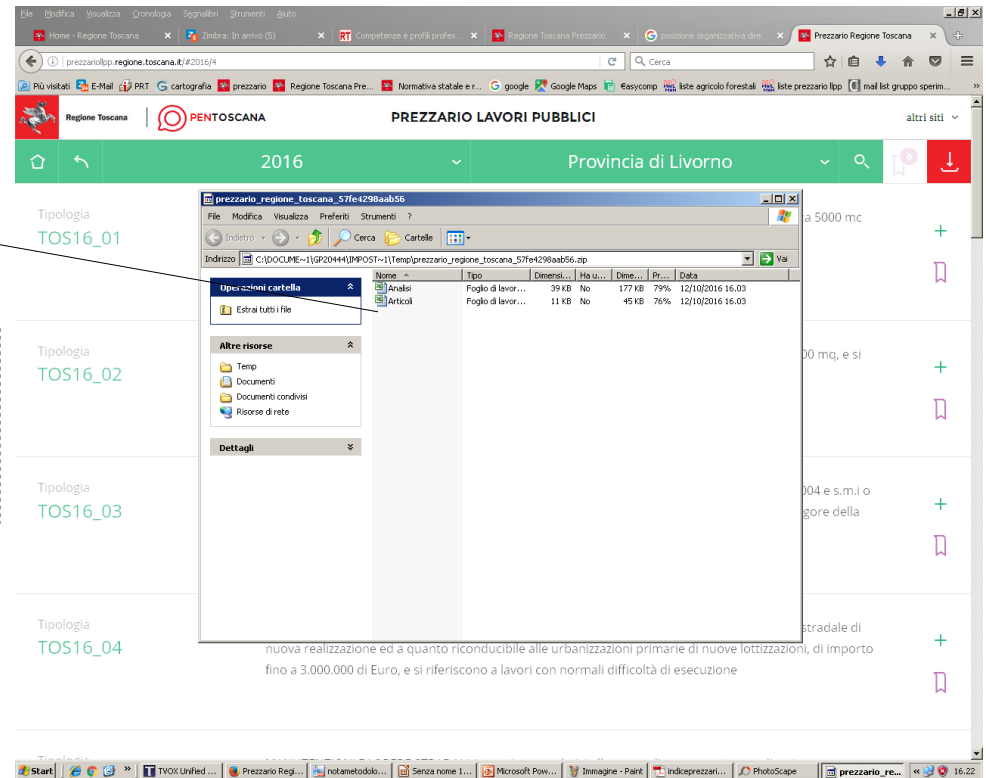 File Modifica Visualizza Cronologia Segnalibri Strumenti Aiuto
Home - Regione Toscana
Zimbra: In arrivo (5)
Competenze e profili profes...
Regione Toscana Prezzario
posizione organizzativa dire...
Prezzario Regione Toscana
prezzariollpp.regione.toscana.it/#2016/4
Cerca
Più visitati E-Mail PRT cartografia prezzario Regione Toscana Pre... Normativa statale e r... google Google Maps €asycomp liste agricolo forestali liste prezzario llpp mail list gruppo sperim...
Regione Toscana
PENTOSCANA
PREZZARIO LAVORI PUBBLICI
altri siti
2016
Provincia di Livorno
0
prezzario_regione_toscana_57fe4298aab56
File Modifica Visualizza Preferiti Strumenti ?
Indietro Cerca Cartelle
Indirizzo C:\DOCUME~1\GP20444\IMPOST~1\Temp\prezzario_regione_toscana_57fe4298aab56.zip Vai
Nome Tipo Dimensi... Ha u... Dime... Pr... Data
Analisi Foglio di lavor... 39 KB No 177 KB 79% 12/10/2016 16.03
Articoli Foglio di lavor... 11 KB No 45 KB 76% 12/10/2016 16.03
Operazioni cartella
Estrai tutti i file
Altre risorse
Temp
Documenti
Documenti condivisi
Risorse di rete
Dettagli
Tipologia
TOS16_01
a 5000 mc
Tipologia
TOS16_02
00 mq, e si
Tipologia
TOS16_03
004 e s.m.i o
gore della
Tipologia
TOS16_04
stradale di
nuova realizzazione ed a quanto riconducibile alle urbanizzazioni primarie di nuove lottizzazioni, di importo
fino a 3.000.000 di Euro, e si riferiscono a lavori con normali difficoltà di esecuzione
Start
TVOX Unified ...
Prezzario Regi...
notametodolo...
Senza nome 1...
Microsoft Pow...
Immagine - Paint
indiceprezzari...
PhotoScape
prezzario_re...
16.22